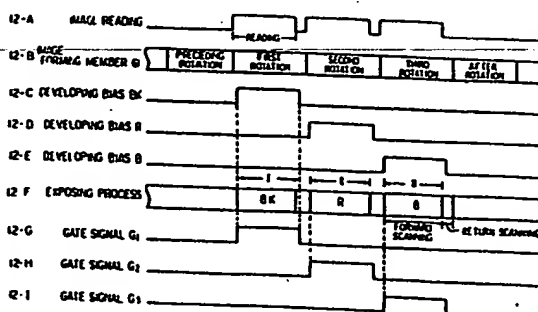 12-A IMAGE READING
READING
12-B IMAGE FORMING MEMBER
PRECEDING ROTATION FIRST ROTATION SECOND ROTATION THIRD ROTATION AFTER ROTATION
12-C DEVELOPING BIAS BK
12-D DEVELOPING BIAS R
12-E DEVELOPING BIAS B
12-F EXPOSING PROCESS BK R B
FORWARD SCANNING RETURN SCANNING
12-G GATE SIGNAL G1
12-H GATE SIGNAL G2
12-I GATE SIGNAL G3